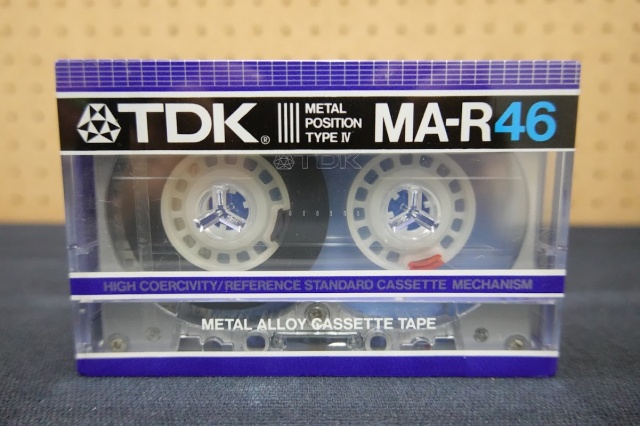 TDK® |||| METAL POSITION TYPE IV MA-R46
TDK
HIGH COERCIVITY/REFERENCE STANDARD CASSETTE MECHANISM
METAL ALLOY CASSETTE TAPE